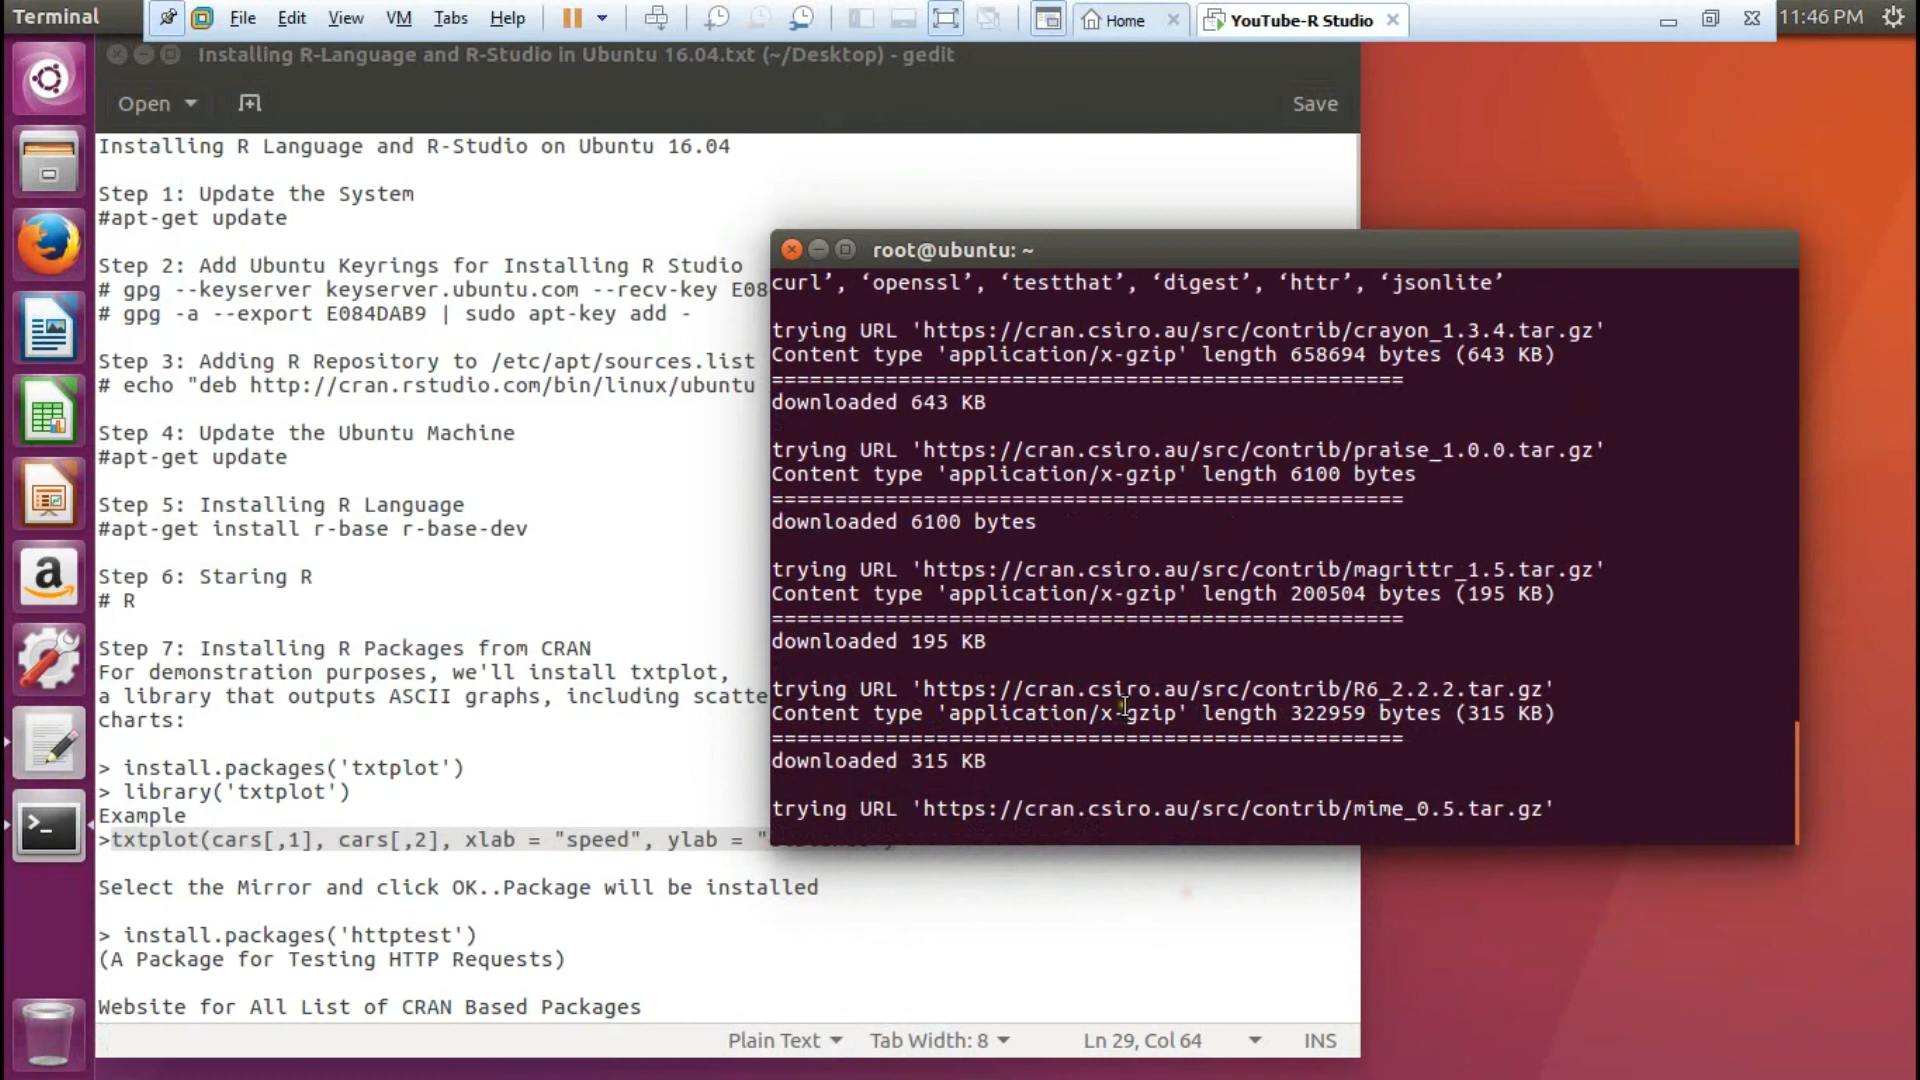 Terminal
File Edit View VM Tabs Help
Home
YouTube-R Studio
11:46 PM
Installing R-Language and R-Studio in Ubuntu 16.04.txt (~/Desktop) - gedit
Open
Save
Installing R Language and R-Studio on Ubuntu 16.04
Step 1: Update the System
#apt-get update
Step 2: Add Ubuntu Keyrings for Installing R Studio
# gpg --keyserver keyserver.ubuntu.com --recv-key E08
# gpg -a --export E084DAB9 | sudo apt-key add -
Step 3: Adding R Repository to /etc/apt/sources.list
# echo "deb http://cran.rstudio.com/bin/linux/ubuntu
Step 4: Update the Ubuntu Machine
#apt-get update
Step 5: Installing R Language
#apt-get install r-base r-base-dev
Step 6: Staring R
# R
Step 7: Installing R Packages from CRAN
For demonstration purposes, we'll install txtplot,
a library that outputs ASCII graphs, including scatte
charts:
> install.packages('txtplot')
> library('txtplot')
Example
>txtplot(cars[,1], cars[,2], xlab = "speed", ylab = "
Select the Mirror and click OK..Package will be installed
> install.packages('httptest')
(A Package for Testing HTTP Requests)
Website for All List of CRAN Based Packages
Plain Text
Tab Width: 8
Ln 29, Col 64
INS
root@ubuntu: ~
curl’, ‘openssl’, ‘testthat’, ‘digest’, ‘httr’, ‘jsonlite’
trying URL 'https://cran.csiro.au/src/contrib/crayon_1.3.4.tar.gz'
Content type 'application/x-gzip' length 658694 bytes (643 KB)
==================================================
downloaded 643 KB
trying URL 'https://cran.csiro.au/src/contrib/praise_1.0.0.tar.gz'
Content type 'application/x-gzip' length 6100 bytes
==================================================
downloaded 6100 bytes
trying URL 'https://cran.csiro.au/src/contrib/magrittr_1.5.tar.gz'
Content type 'application/x-gzip' length 200504 bytes (195 KB)
==================================================
downloaded 195 KB
trying URL 'https://cran.csiro.au/src/contrib/R6_2.2.2.tar.gz'
Content type 'application/x-gzip' length 322959 bytes (315 KB)
==================================================
downloaded 315 KB
trying URL 'https://cran.csiro.au/src/contrib/mime_0.5.tar.gz'